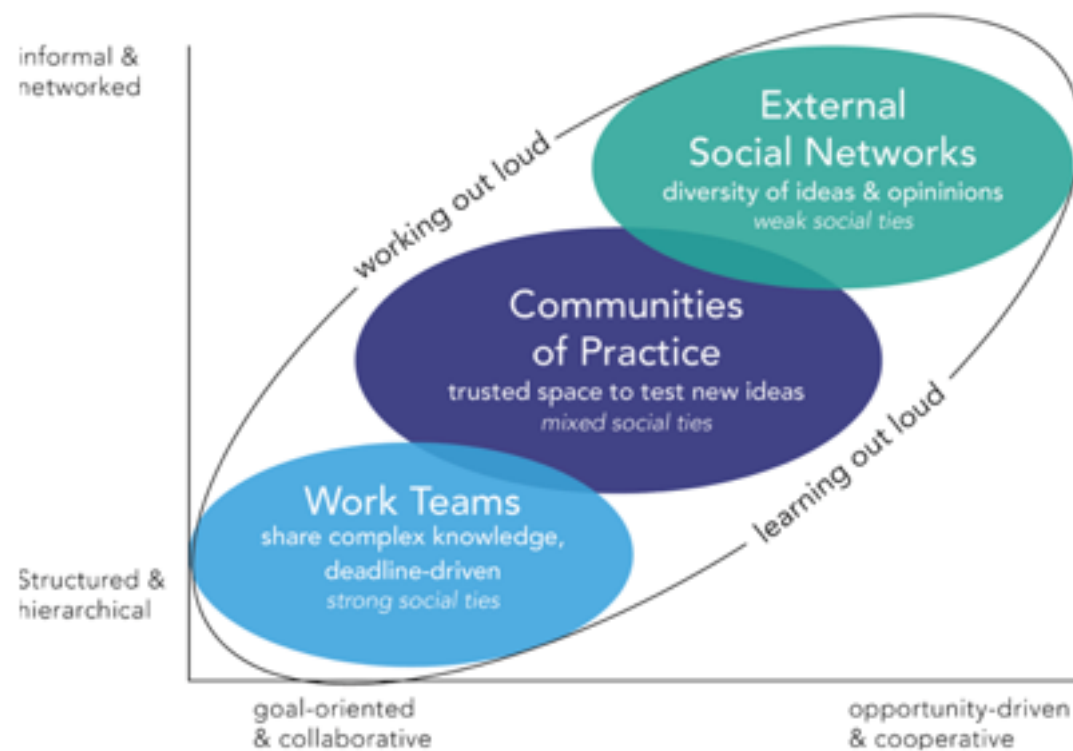 informal &
networked
External
Social Networks
diversity of ideas & opininions
weak social ties
working out loud
Communities
of Practice
trusted space to test new ideas
mixed social ties
learning out loud
Work Teams
share complex knowledge,
deadline-driven
strong social ties
Structured &
hierarchical
goal-oriented
& collaborative
opportunity-driven
& cooperative